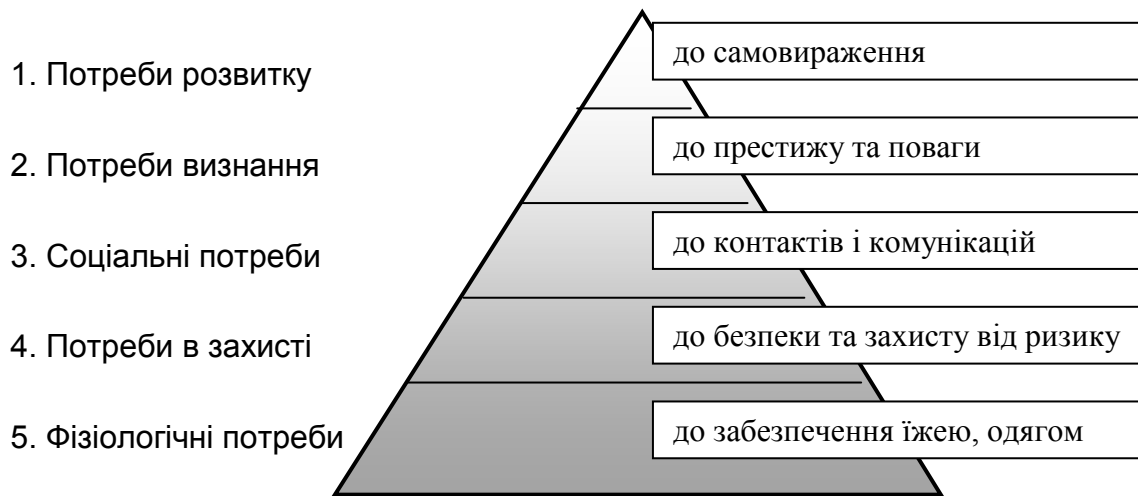 до самовираження
1. Потреби розвитку
до престижу та поваги
2. Потреби визнання
до контактів і комунікацій
3. Соціальні потреби
до безпеки та захисту від ризику
4. Потреби в захисті
до забезпечення їжею, одягом
5. Фізіологічні потреби